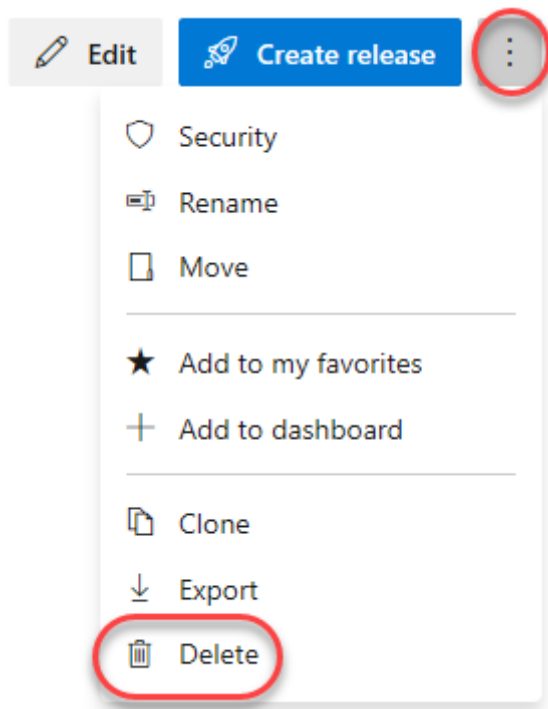 Edit
Create release
Security
Rename
Move
Add to my favorites
Add to dashboard
Clone
Export
Delete